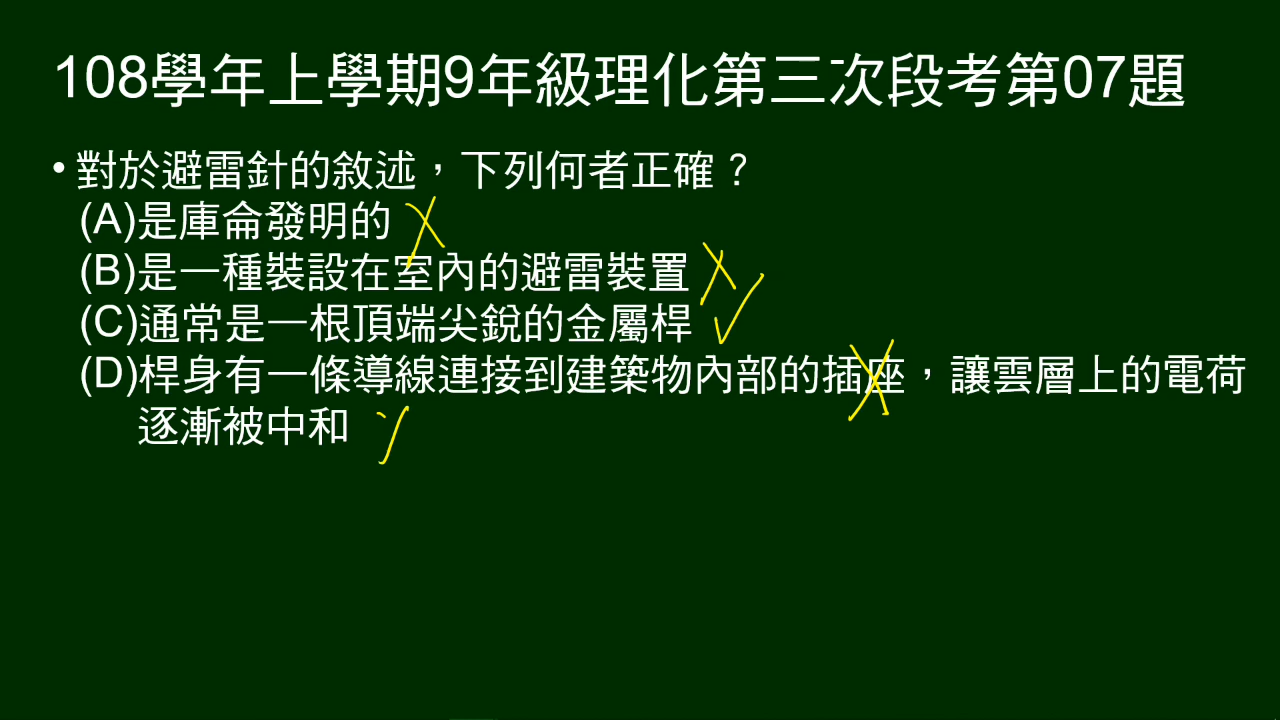 108學年上學期9年級理化第三次段考第07題
•對於避雷針的敘述，下列何者正確？
(A)是庫侖發明的
(B)是一種裝設在室內的避雷裝置
(C)通常是一根頂端尖銳的金屬桿
(D)桿身有一條導線連接到建築物內部的插座，讓雲層上的電荷
逐漸被中和